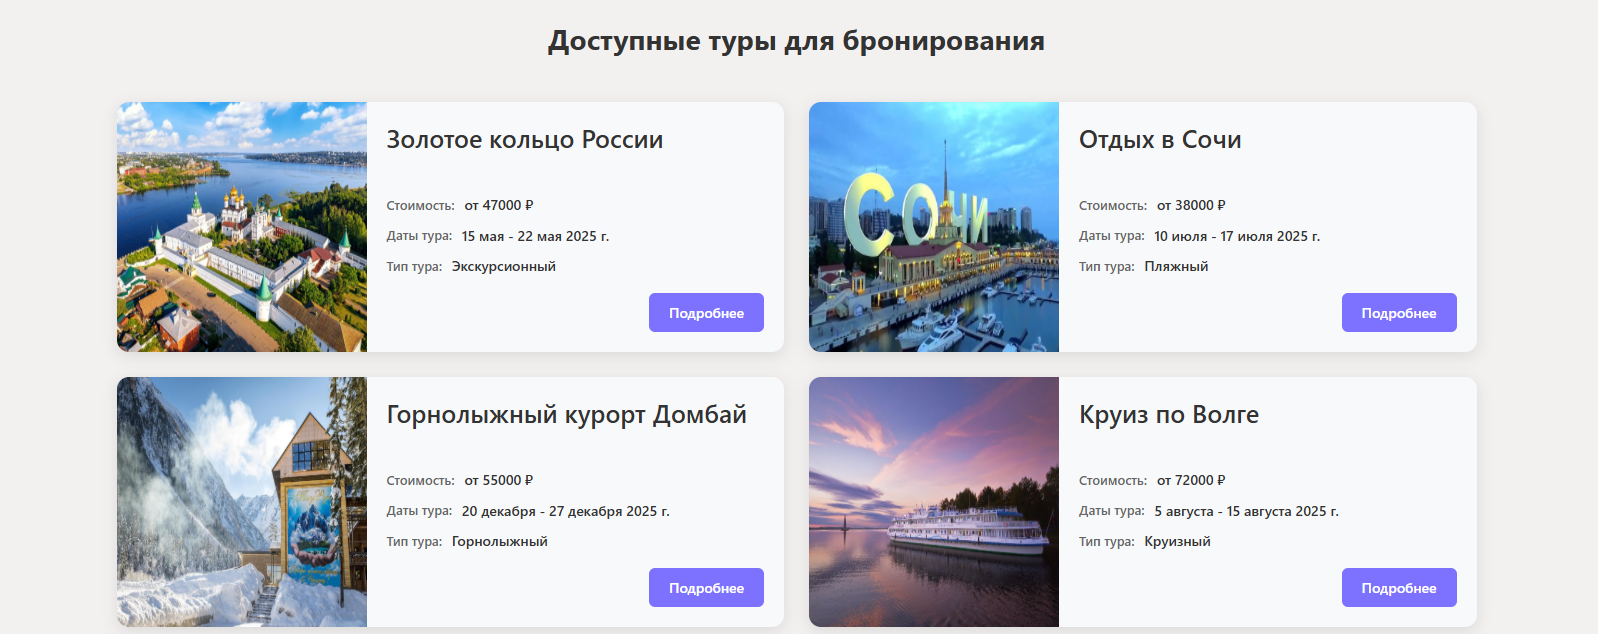 Доступные туры для бронирования
Золотое кольцо России
Стоимость: от 47000 ₽
Даты тура: 15 мая - 22 мая 2025 г.
Тип тура: Экскурсионный
Подробнее
СОЧИ
Отдых в Сочи
Стоимость: от 38000 ₽
Даты тура: 10 июля - 17 июля 2025 г.
Тип тура: Пляжный
Подробнее
Горнолыжный курорт Домбай
Стоимость: от 55000 ₽
Даты тура: 20 декабря - 27 декабря 2025 г.
Тип тура: Горнолыжный
Подробнее
Круиз по Волге
Стоимость: от 72000 ₽
Даты тура: 5 августа - 15 августа 2025 г.
Тип тура: Круизный
Подробнее